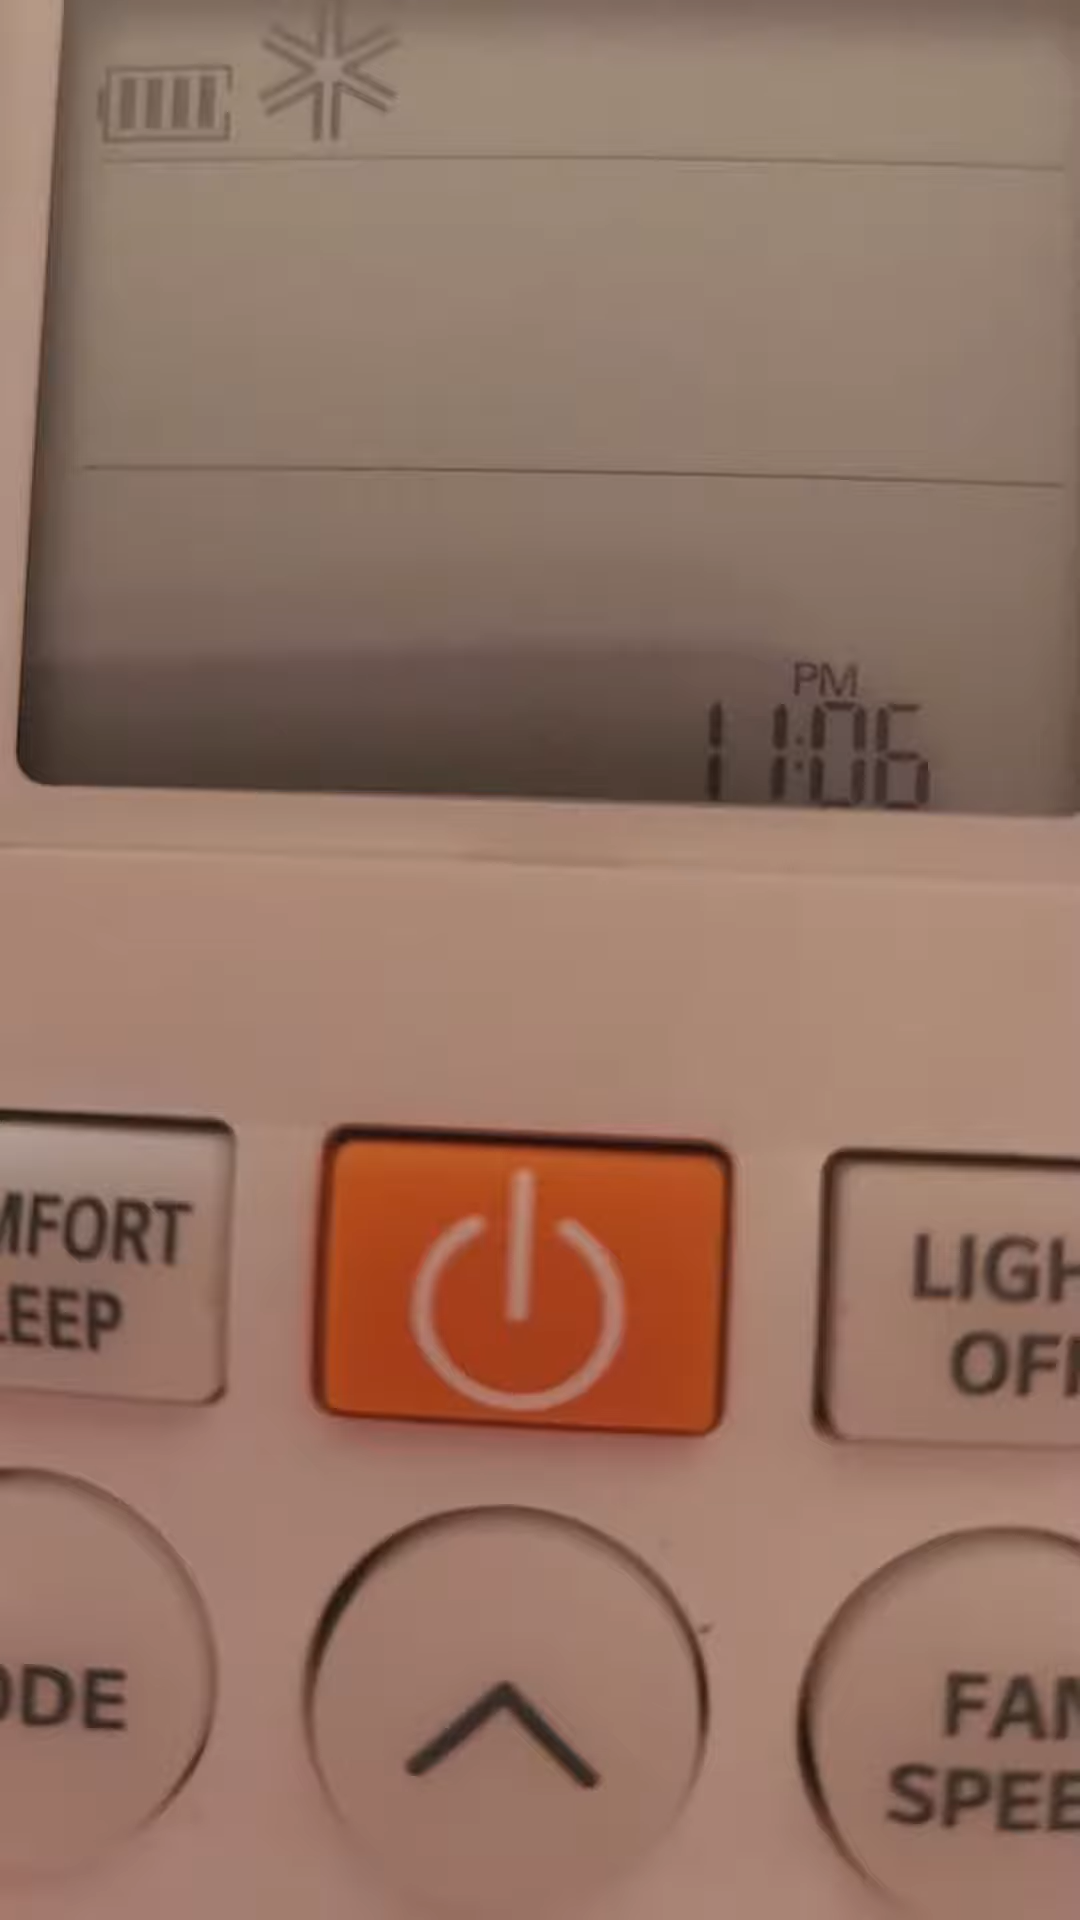 PM
11:06
MFORT
LEEP
LIGH
OFF
ODE
FAN
SPEE